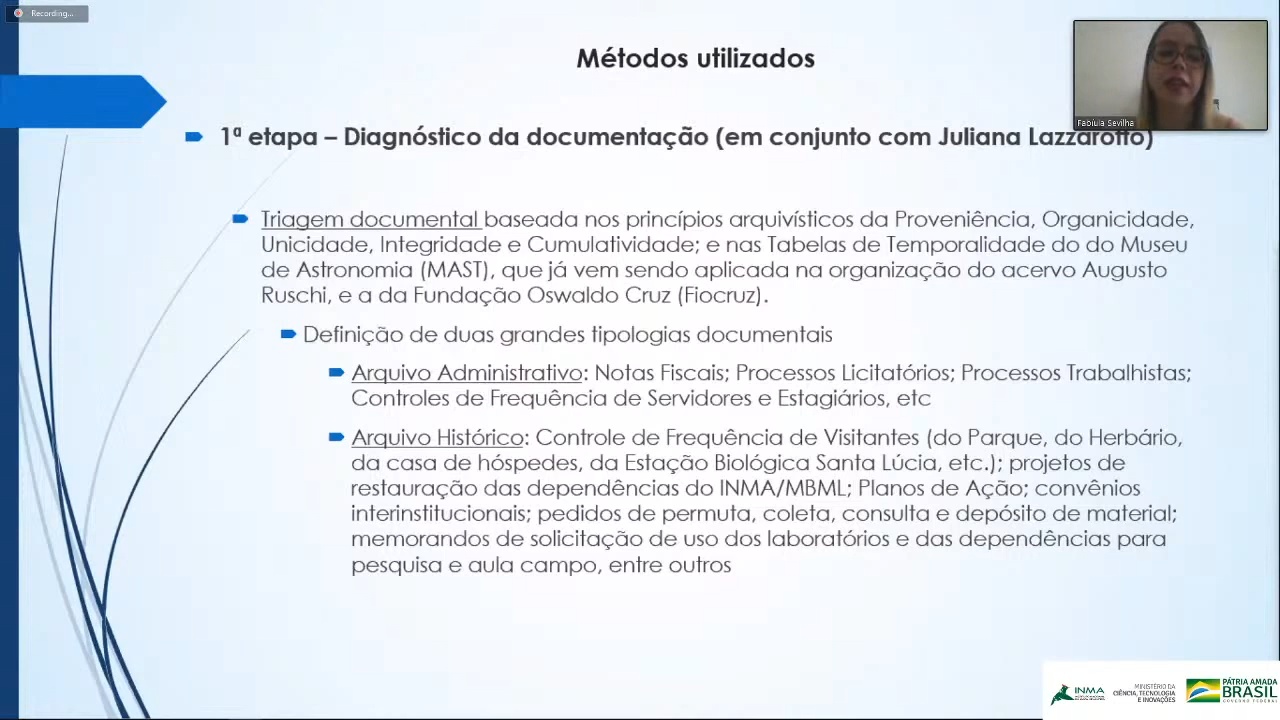 Recording...
Métodos utilizados
Fabíula Sevilha
1ª etapa – Diagnóstico da documentação (em conjunto com Juliana Lazzarotto)
Triagem documental baseada nos princípios arquivísticos da Proveniência, Organicidade,
Unicidade, Integridade e Cumulatividade; e nas Tabelas de Temporalidade do do Museu
de Astronomia (MAST), que já vem sendo aplicada na organização do acervo Augusto
Ruschi, e a da Fundação Oswaldo Cruz (Fiocruz).
Definição de duas grandes tipologias documentais
Arquivo Administrativo: Notas Fiscais; Processos Licitatórios; Processos Trabalhistas;
Controles de Frequência de Servidores e Estagiários, etc
Arquivo Histórico: Controle de Frequência de Visitantes (do Parque, do Herbário,
da casa de hóspedes, da Estação Biológica Santa Lúcia, etc.); projetos de
restauração das dependências do INMA/MBML; Planos de Ação; convênios
interinstitucionais; pedidos de permuta, coleta, consulta e depósito de material;
memorandos de solicitação de uso dos laboratórios e das dependências para
pesquisa e aula campo, entre outros
INMA
MINISTÉRIO DA
CIÊNCIA, TECNOLOGIA
E INOVAÇÕES
PÁTRIA AMADA
BRASIL
GOVERNO FEDERAL